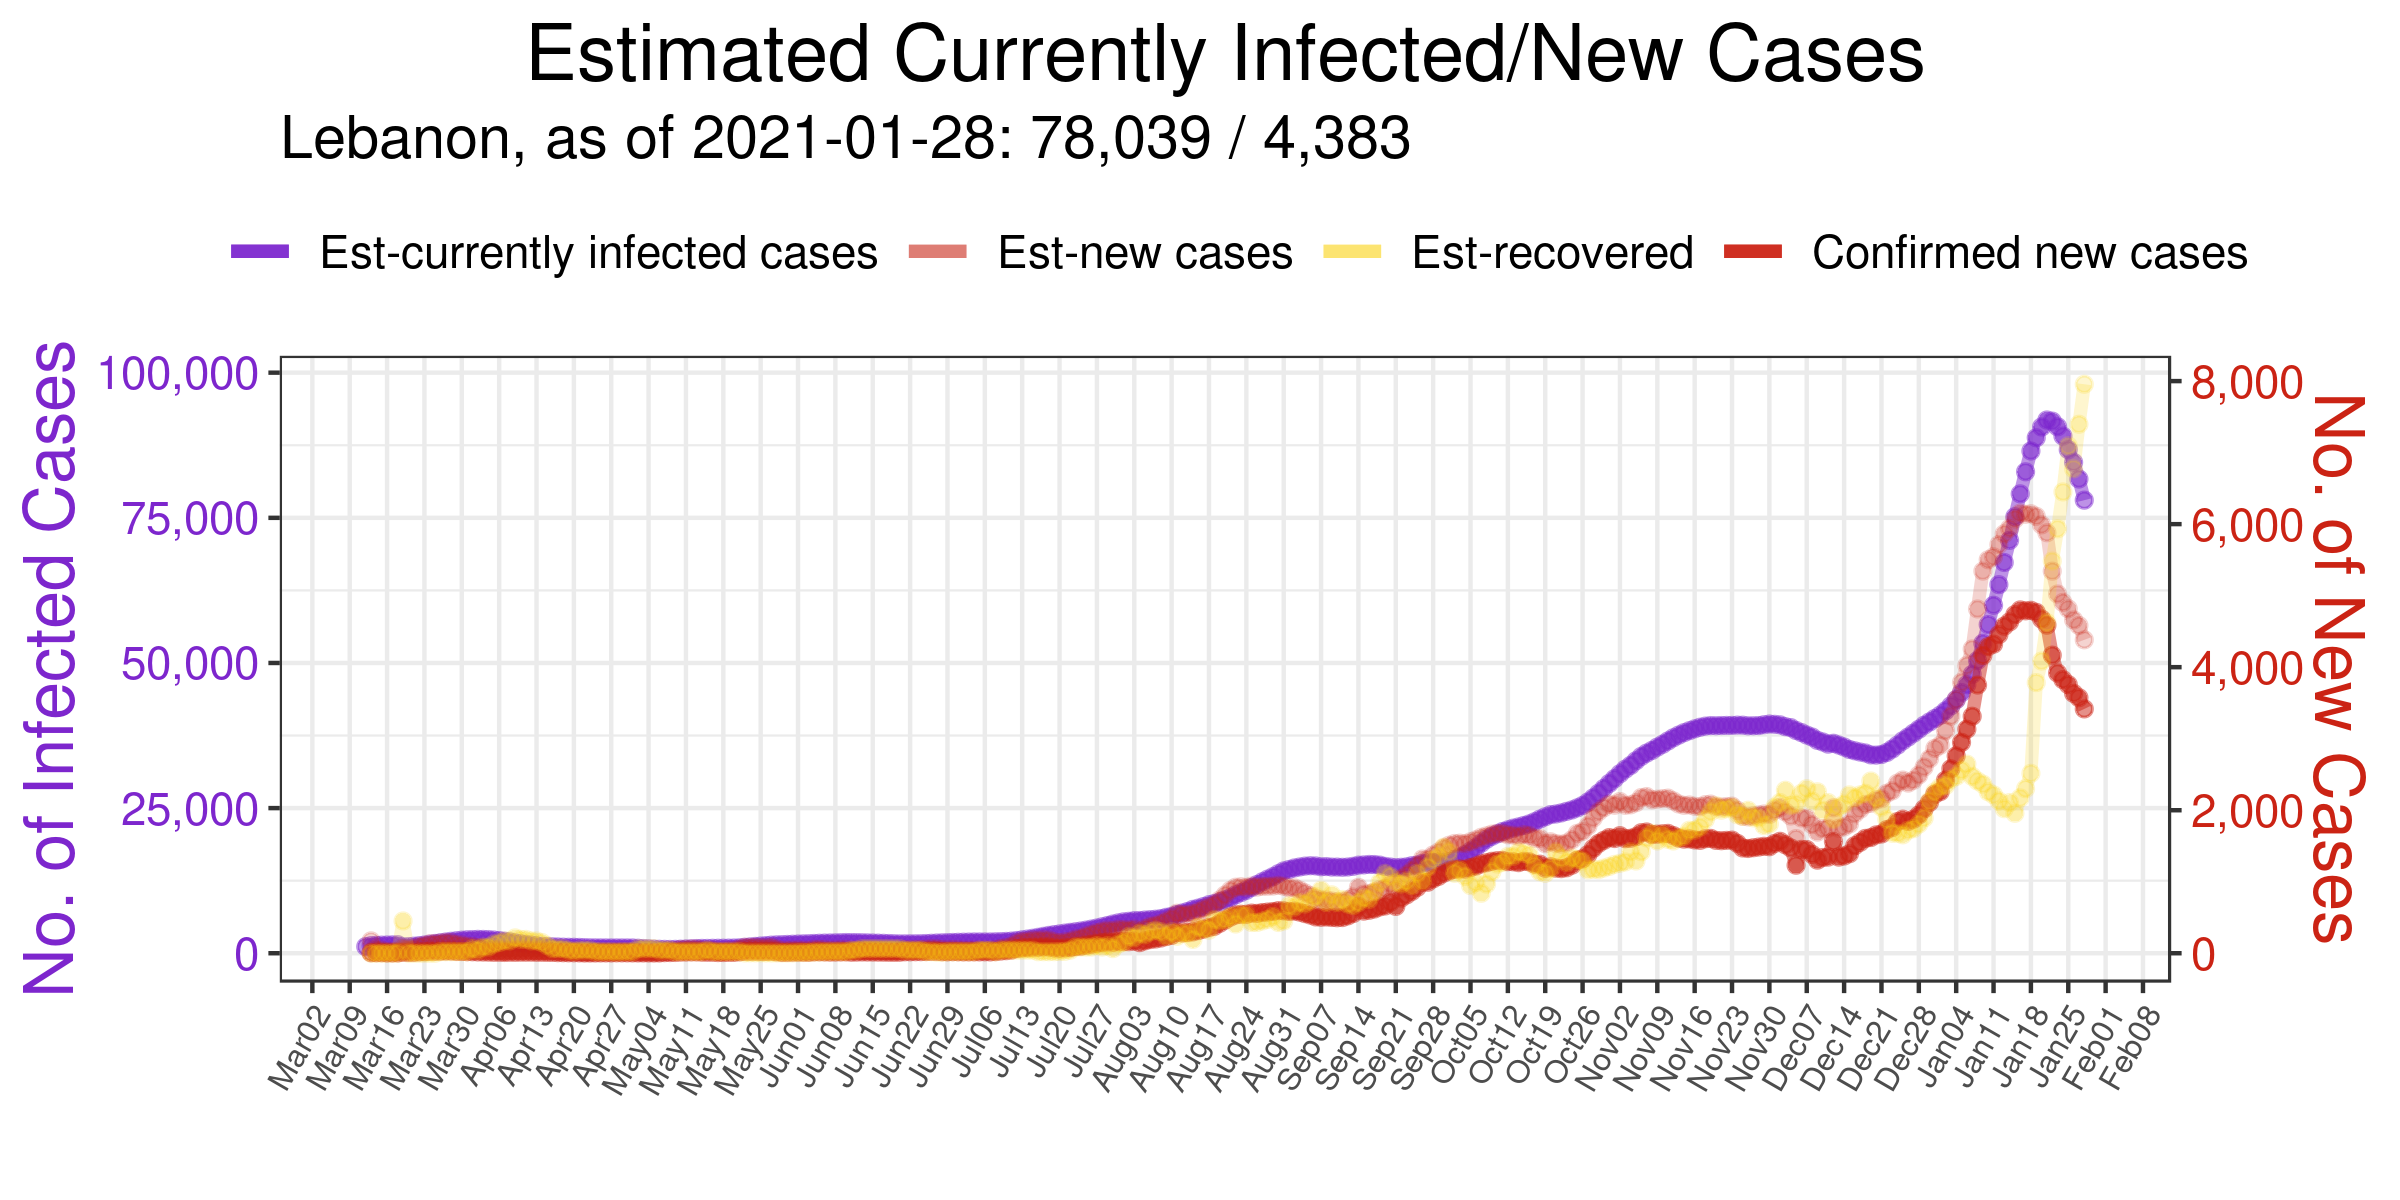 Estimated Currently Infected/New Cases
Lebanon, as of 2021-01-28: 78,039 / 4,383
Est-currently infected cases Est-new cases Est-recovered Confirmed new cases
No. of Infected Cases
100,000
75,000
50,000
25,000
0
8,000
6,000
4,000
2,000
0
No. of New Cases
Mar02 Mar09 Mar16 Mar23 Mar30 Apr06 Apr13 Apr20 Apr27 May04 May11 May18 May25 Jun01 Jun08 Jun15 Jun22 Jun29 Jul06 Jul13 Jul20 Jul27 Aug03 Aug10 Aug17 Aug24 Aug31 Sep07 Sep14 Sep21 Sep28 Oct05 Oct12 Oct19 Oct26 Nov02 Nov09 Nov16 Nov23 Nov30 Dec07 Dec14 Dec21 Dec28 Jan04 Jan11 Jan18 Jan25 Feb01 Feb08